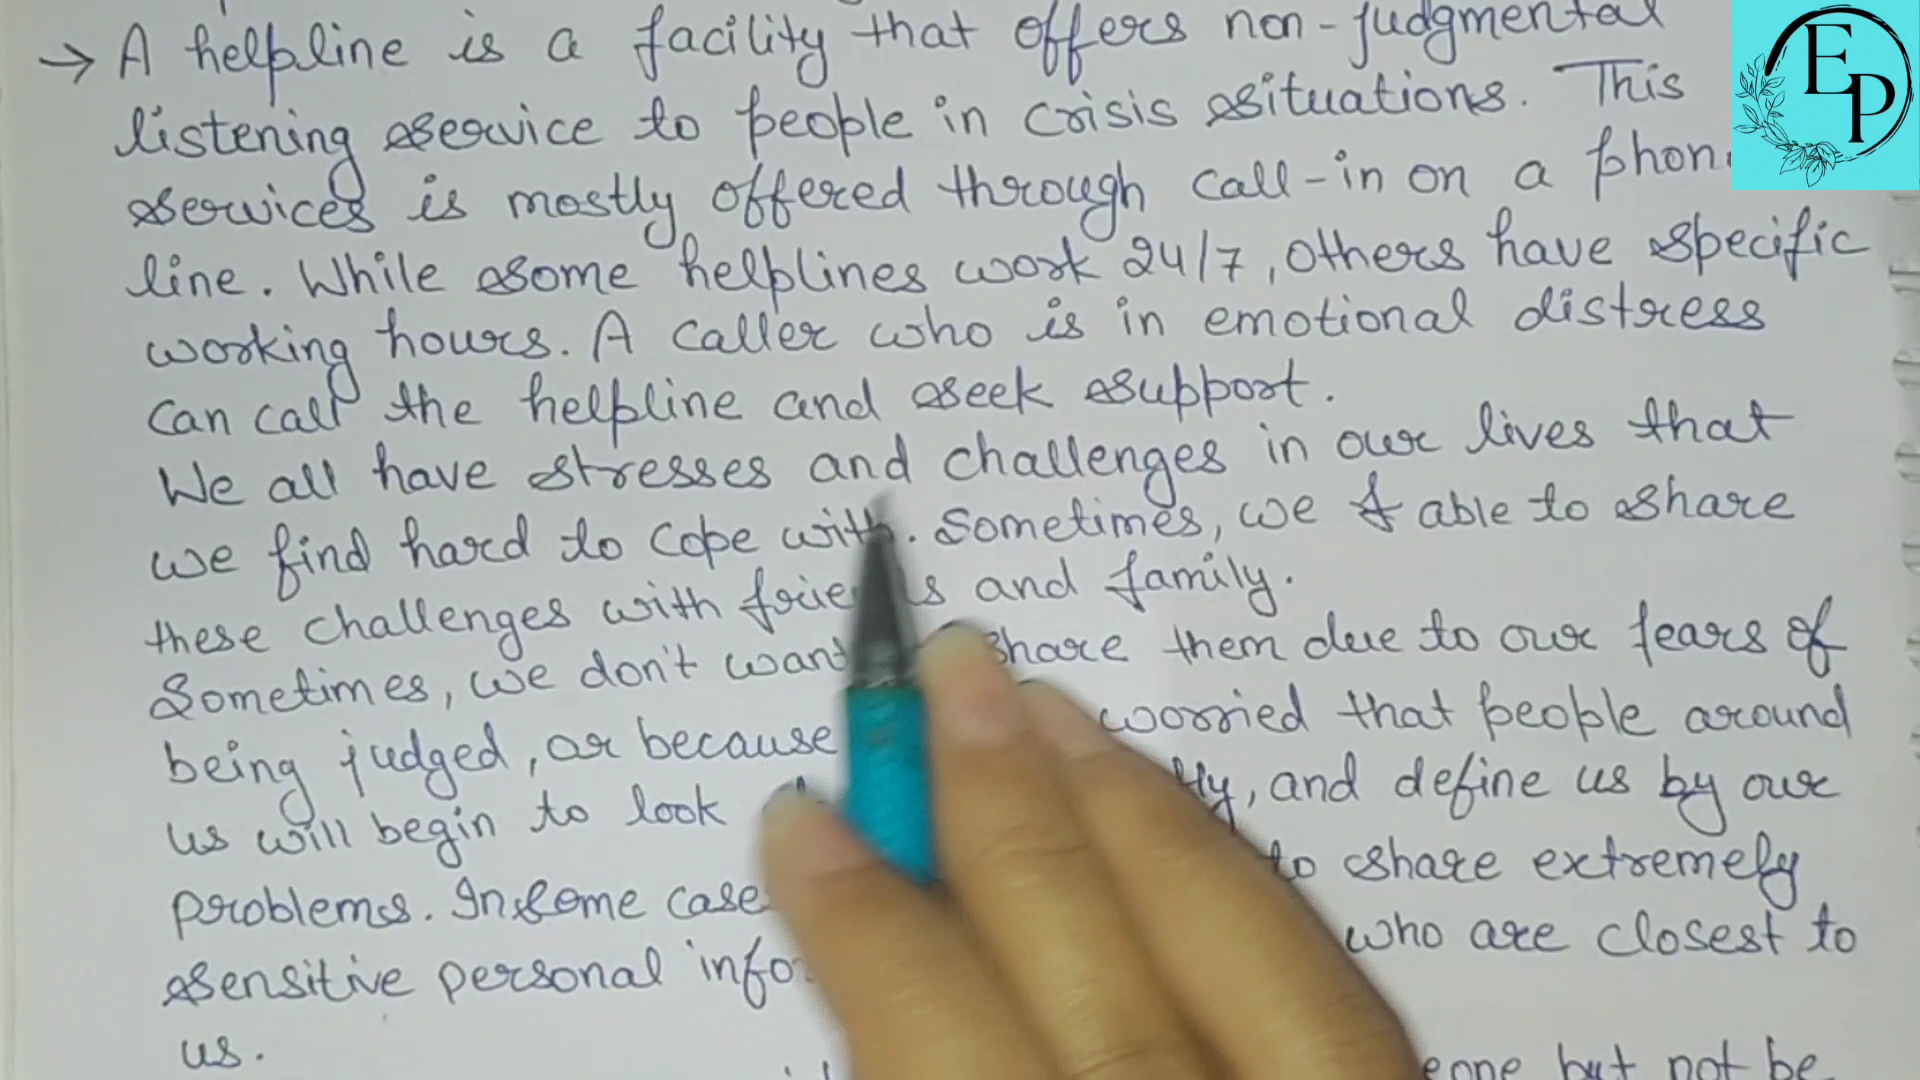 → A helpline is a facility that offers non-judgmental
listening service to people in crisis situations. This
services is mostly offered through call-in on a
line. While some helplines work 24/7, others have specific
working hours. A caller who is in emotional distress
can call the helpline and seek support.
We all have stresses and challenges in our lives that
we find hard to cope with. Sometimes, we able to share
these challenges with and family.
Sometimes, we don't want share them due to our fears of
being judged, or because worried that people around
us will begin to look and define us by our
problems. In some to share extremely
sensitive personal who are closest to
us.
but not be
EP